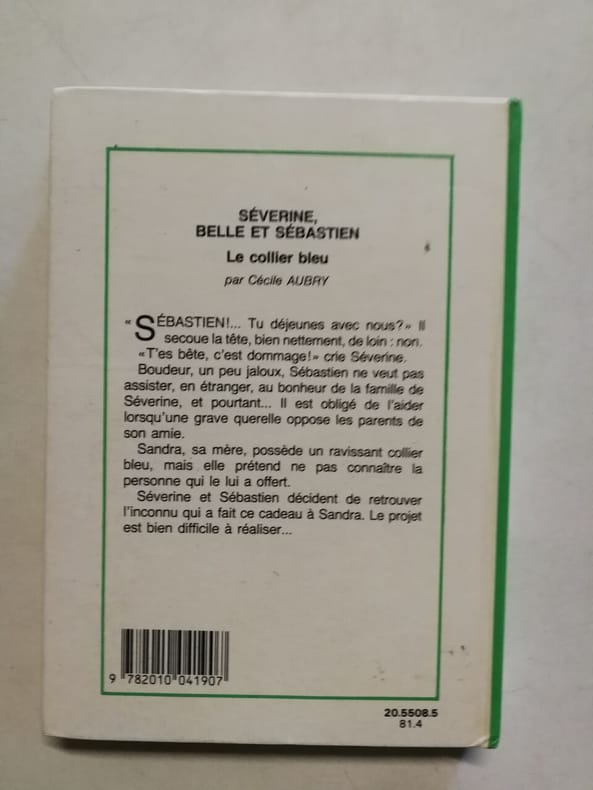 SÉVERINE,
BELLE ET SÉBASTIEN
Le collier bleu
par Cécile AUBRY
« SÉBASTIEN!... Tu déjeunes avec nous?» Il
secoue la tête, bien nettement, de loin : non.
«T'es bête, c'est dommage!» crie Séverine.
Boudeur, un peu jaloux, Sébastien ne veut pas
assister, en étranger, au bonheur de la famille de
Séverine, et pourtant... Il est obligé de l'aider
lorsqu'une grave querelle oppose les parents de
son amie.
Sandra, sa mère, possède un ravissant collier
bleu, mais elle prétend ne pas connaître la
personne qui le lui a offert.
Séverine et Sébastien décident de retrouver
l'inconnu qui a fait ce cadeau à Sandra. Le projet
est bien difficile à réaliser...
9 782010 041907
20.5508.5
81.4